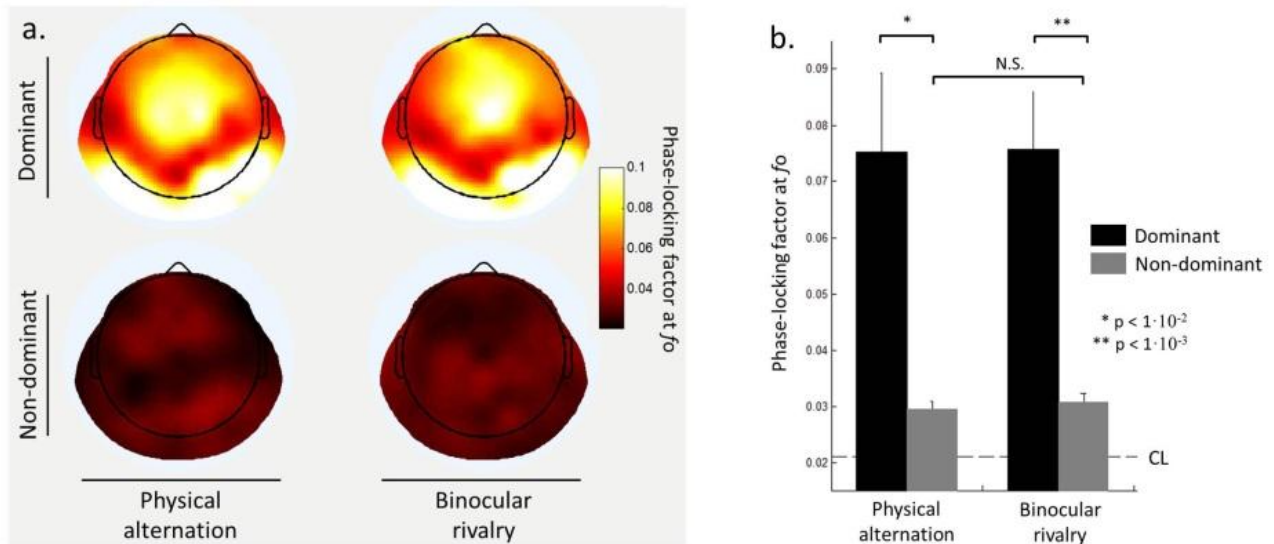 a.
Dominant
Non-dominant
Physical
alternation
Binocular
rivalry
Phase-locking factor at fo
0.1
0.08
0.06
0.04
b.
*
**
N.S.
Phase-locking factor at fo
0.09
0.08
0.07
0.06
0.05
0.04
0.03
0.02
Dominant
Non-dominant
* p < 1·10⁻²
** p < 1·10⁻³
CL
Physical
alternation
Binocular
rivalry